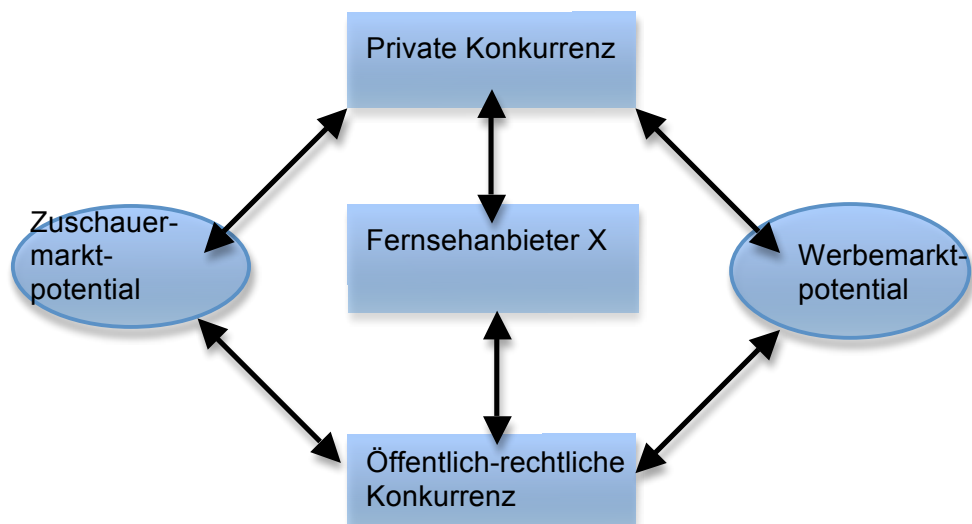 Private Konkurrenz
Zuschauer-
markt-
potential
Fernsehanbieter X
Werbemarkt-
potential
Öffentlich-rechtliche
Konkurrenz